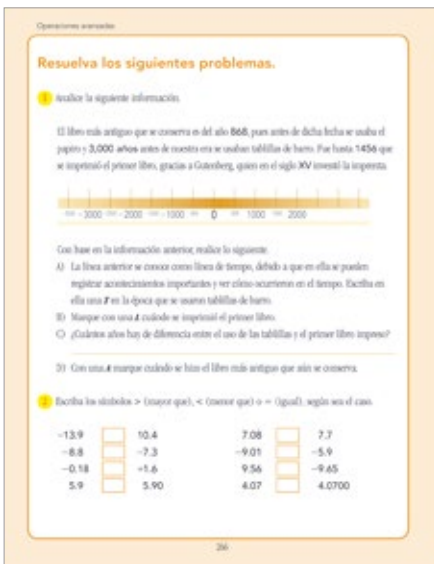 Operaciones avanzadas
Resuelva los siguientes problemas.
1 Analice la siguiente información.
El libro más antiguo que se conserva es del año 868, pues antes de dicha fecha se usaba el
papiro y 3,000 años antes de nuestra era se usaban tablillas de barro. Fue hasta 1456 que
se imprimió el primer libro, gracias a Gutenberg, quien en el siglo XV inventó la imprenta.
-3000 -2000 -1000 0 1000 2000
Con base en la información anterior, realice lo siguiente.
A) La línea anterior se conoce como línea de tiempo, debido a que en ella se pueden
registrar acontecimientos importantes y ver cómo ocurrieron en el tiempo. Escriba en
ella una T en la época que se usaron tablillas de barro.
B) Marque con una cuándo se imprimió el primer libro.
C) ¿Cuántos años hay de diferencia entre el uso de las tablillas y el primer libro impreso?
D) Con una A marque cuándo se hizo el libro más antiguo que aún se conserva.
2 Escriba los símbolos > (mayor que), < (menor que) o = (igual), según sea el caso.
-13.9 10.4 7.08 7.7
-8.8 -7.3 -9.01 -5.9
-0.18 -1.6 9.56 -9.65
5.9 5.90 4.07 4.0700